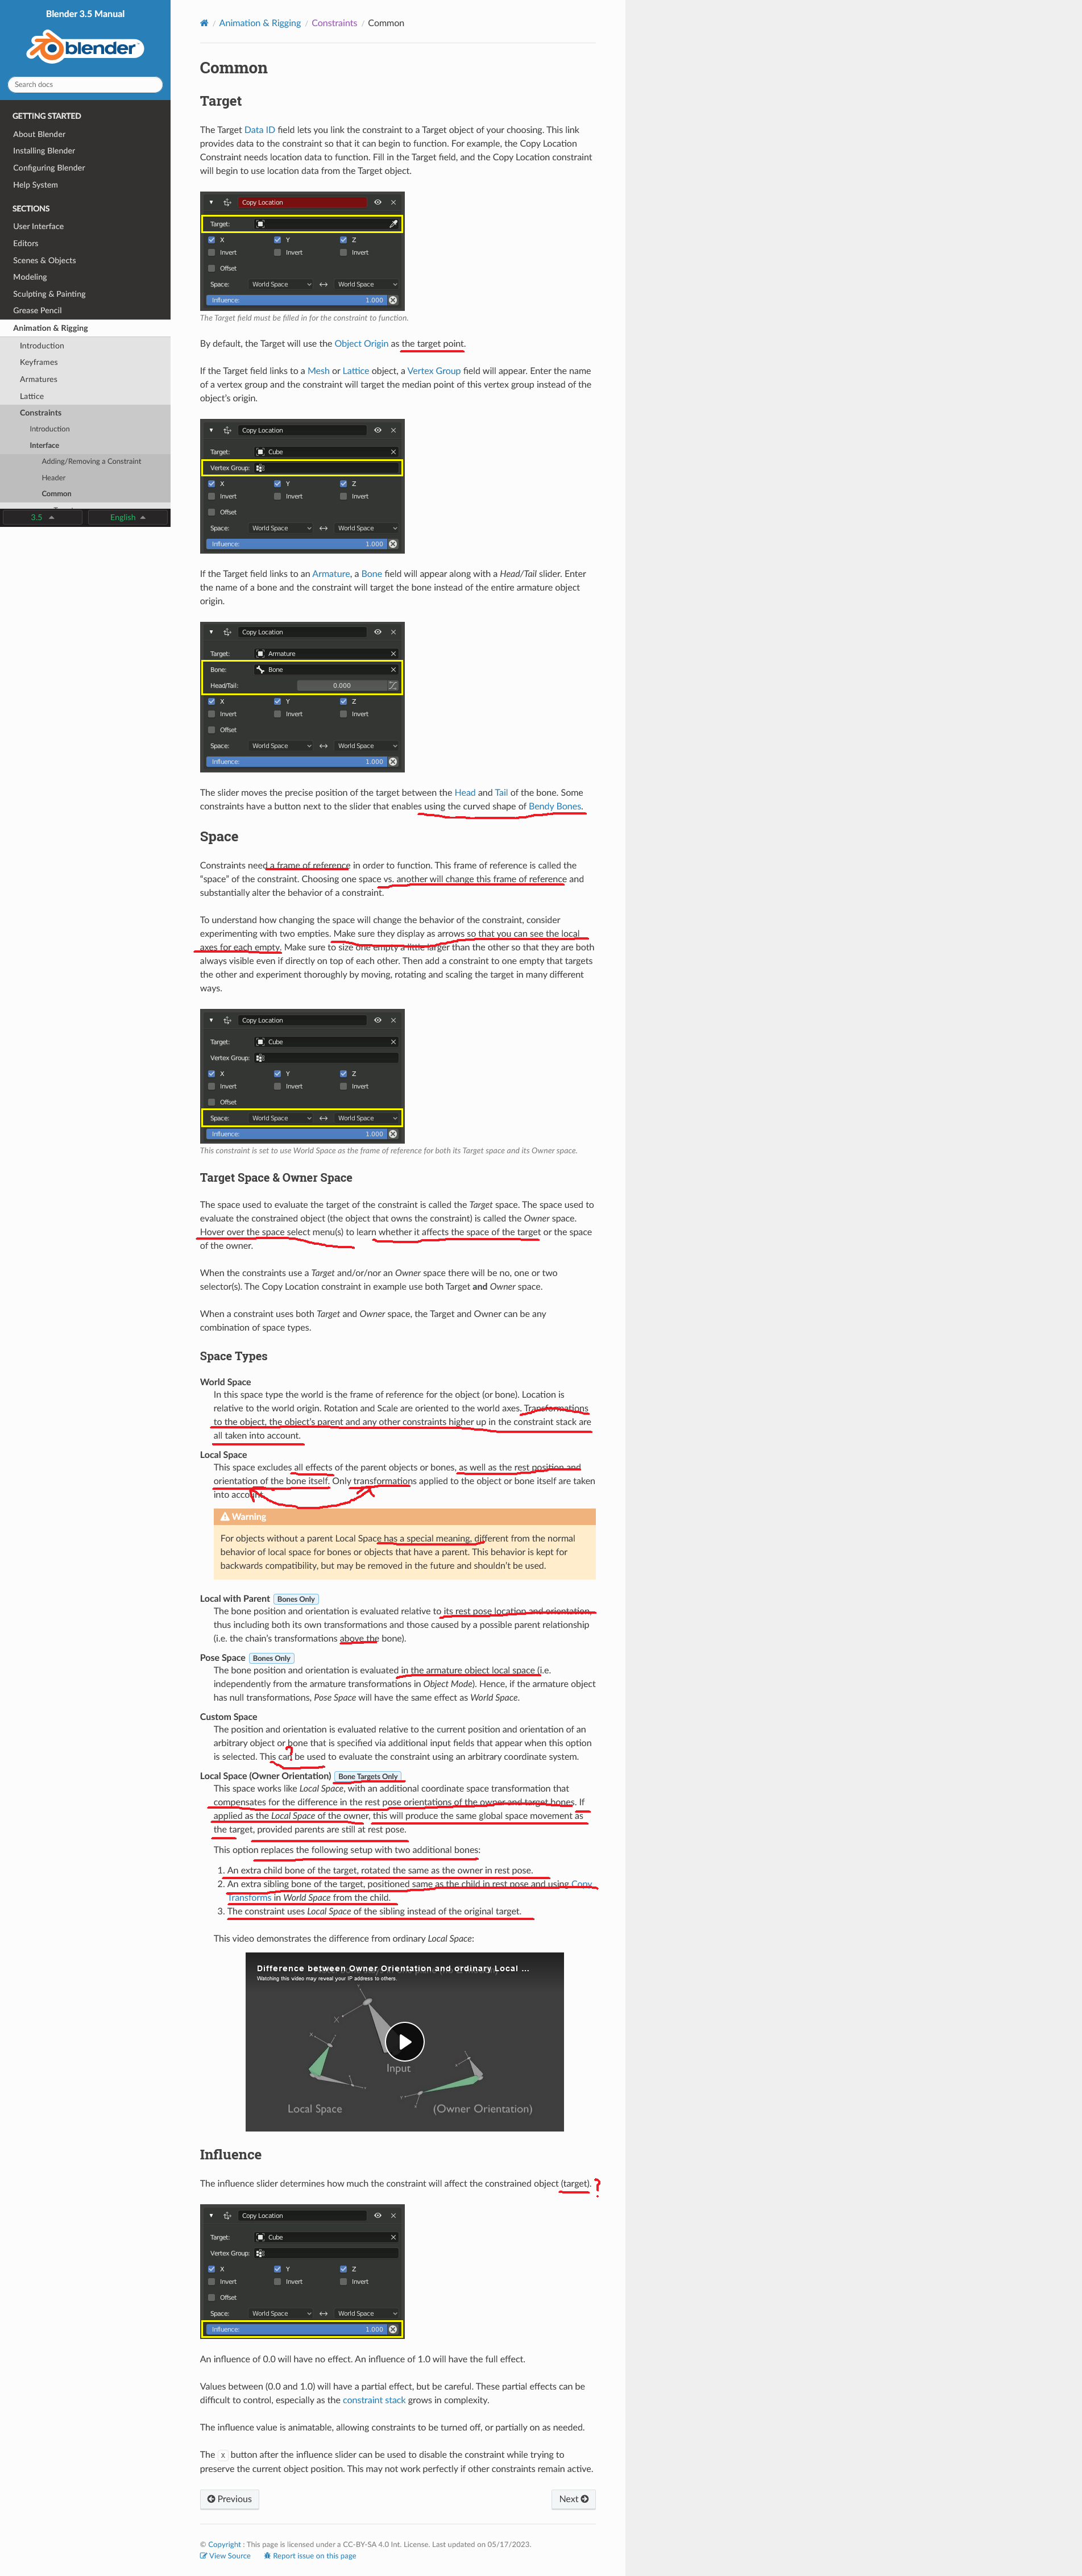 Blender 3.5 Manual
blender
Search docs
GETTING STARTED
About Blender
Installing Blender
Configuring Blender
Help System
SECTIONS
User Interface
Editors
Scenes & Objects
Modeling
Sculpting & Painting
Grease Pencil
Animation & Rigging
Introduction
Keyframes
Armatures
Lattice
Constraints
Introduction
Interface
Adding/Removing a Constraint
Header
Common
3.5
English
/ Animation & Rigging / Constraints / Common
Common
Target
The Target Data ID field lets you link the constraint to a Target object of your choosing. This link
provides data to the constraint so that it can begin to function. For example, the Copy Location
Constraint needs location data to function. Fill in the Target field, and the Copy Location constraint
will begin to use location data from the Target object.
Copy Location
Target:
X Y Z
Invert Invert Invert
Offset
Space: World Space World Space
Influence: 1.000
The Target field must be filled in for the constraint to function.
By default, the Target will use the Object Origin as the target point.
If the Target field links to a Mesh or Lattice object, a Vertex Group field will appear. Enter the name
of a vertex group and the constraint will target the median point of this vertex group instead of the
object's origin.
Copy Location
Target: Cube
Vertex Group:
X Y Z
Invert Invert Invert
Offset
Space: World Space World Space
Influence: 1.000
If the Target field links to an Armature, a Bone field will appear along with a Head/Tail slider. Enter
the name of a bone and the constraint will target the bone instead of the entire armature object
origin.
Copy Location
Target: Armature
Bone: Bone
Head/Tail: 0.000
X Y Z
Invert Invert Invert
Offset
Space: World Space World Space
Influence: 1.000
The slider moves the precise position of the target between the Head and Tail of the bone. Some
constraints have a button next to the slider that enables using the curved shape of Bendy Bones.
Space
Constraints need a frame of reference in order to function. This frame of reference is called the
"space" of the constraint. Choosing one space vs. another will change this frame of reference and
substantially alter the behavior of a constraint.
To understand how changing the space will change the behavior of the constraint, consider
experimenting with two empties. Make sure they display as arrows so that you can see the local
axes for each empty. Make sure to size one empty a little larger than the other so that they are both
always visible even if directly on top of each other. Then add a constraint to one empty that targets
the other and experiment thoroughly by moving, rotating and scaling the target in many different
ways.
Copy Location
Target: Cube
Vertex Group:
X Y Z
Invert Invert Invert
Offset
Space: World Space World Space
Influence: 1.000
This constraint is set to use World Space as the frame of reference for both its Target space and its Owner space.
Target Space & Owner Space
The space used to evaluate the target of the constraint is called the Target space. The space used to
evaluate the constrained object (the object that owns the constraint) is called the Owner space.
Hover over the space select menu(s) to learn whether it affects the space of the target or the space
of the owner.
When the constraints use a Target and/or/nor an Owner space there will be no, one or two
selector(s). The Copy Location constraint in example use both Target and Owner space.
When a constraint uses both Target and Owner space, the Target and Owner can be any
combination of space types.
Space Types
World Space
In this space type the world is the frame of reference for the object (or bone). Location is
relative to the world origin. Rotation and Scale are oriented to the world axes. Transformations
to the object, the object's parent and any other constraints higher up in the constraint stack are
all taken into account.
Local Space
This space excludes all effects of the parent objects or bones, as well as the rest position and
orientation of the bone itself. Only transformations applied to the object or bone itself are taken
into account.
Warning
For objects without a parent Local Space has a special meaning, different from the normal
behavior of local space for bones or objects that have a parent. This behavior is kept for
backwards compatibility, but may be removed in the future and shouldn't be used.
Local with Parent Bones Only
The bone position and orientation is evaluated relative to its rest pose location and orientation,
thus including both its own transformations and those caused by a possible parent relationship
(i.e. the chain's transformations above the bone).
Pose Space Bones Only
The bone position and orientation is evaluated in the armature object local space (i.e.
independently from the armature transformations in Object Mode). Hence, if the armature object
has null transformations, Pose Space will have the same effect as World Space.
Custom Space
The position and orientation is evaluated relative to the current position and orientation of an
arbitrary object or bone that is specified via additional input fields that appear when this option
?
is selected. This can be used to evaluate the constraint using an arbitrary coordinate system.
Local Space (Owner Orientation) Bone Targets Only
This space works like Local Space, with an additional coordinate space transformation that
compensates for the difference in the rest pose orientations of the owner and target bones. If
applied as the Local Space of the owner, this will produce the same global space movement as
the target, provided parents are still at rest pose.
This option replaces the following setup with two additional bones:
1. An extra child bone of the target, rotated the same as the owner in rest pose.
2. An extra sibling bone of the target, positioned same as the child in rest pose and using Copy
Transforms in World Space from the child.
3. The constraint uses Local Space of the sibling instead of the original target.
This video demonstrates the difference from ordinary Local Space:
Difference between Owner Orientation and ordinary Local ...
Watching this video may reveal your IP address to others.
X
Input
Local Space
(Owner Orientation)
Influence
The influence slider determines how much the constraint will affect the constrained object (target). ?
Copy Location
Target: Cube
Vertex Group:
X Y Z
Invert Invert Invert
Offset
Space: World Space World Space
Influence: 1.000
An influence of 0.0 will have no effect. An influence of 1.0 will have the full effect.
Values between (0.0 and 1.0) will have a partial effect, but be careful. These partial effects can be
difficult to control, especially as the constraint stack grows in complexity.
The influence value is animatable, allowing constraints to be turned off, or partially on as needed.
The X button after the influence slider can be used to disable the constraint while trying to
preserve the current object position. This may not work perfectly if other constraints remain active.
Previous
Next
© Copyright : This page is licensed under a CC-BY-SA 4.0 Int. License. Last updated on 05/17/2023.
View Source Report issue on this page